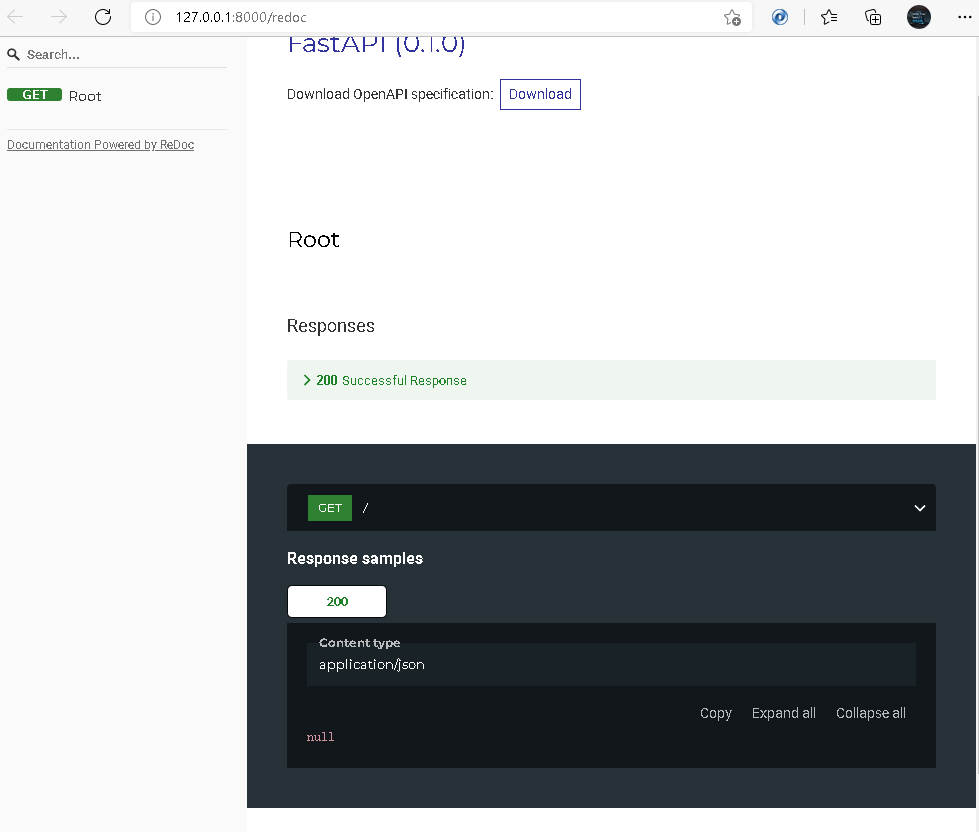 127.0.0.1:8000/redoc
Search...
GET Root
Documentation Powered by ReDoc
FastAPI (0.1.0)
Download OpenAPI specification: Download
Root
Responses
200 Successful Response
GET /
Response samples
200
Content type
application/json
Copy Expand all Collapse all
null